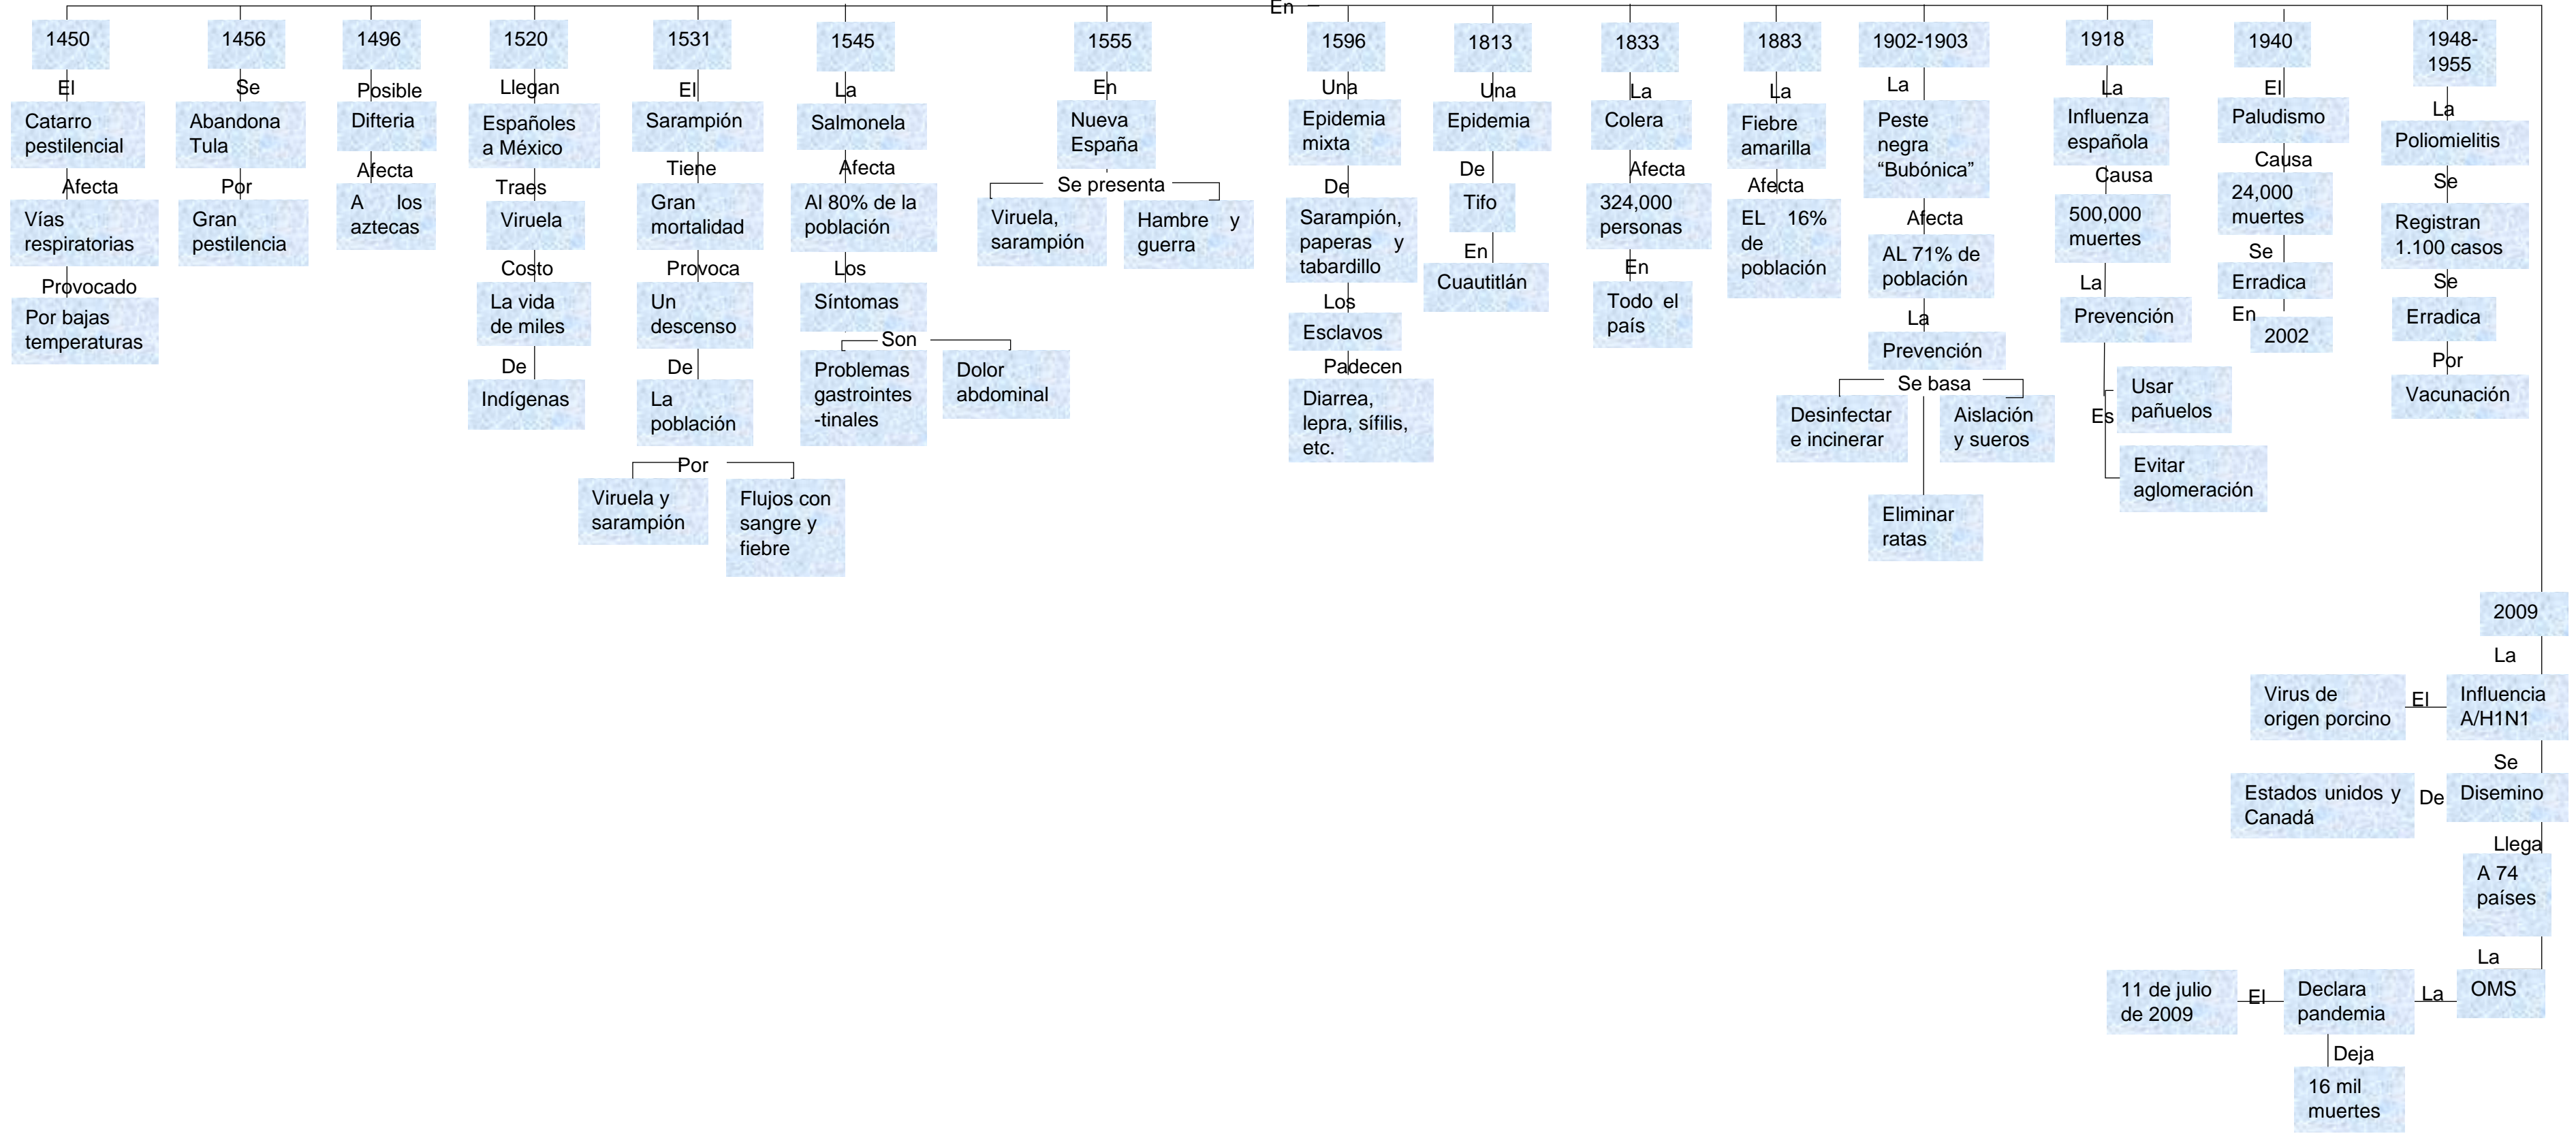 En
1450
El
Catarro
pestilencial
Afecta
Vías
respiratorias
Provocado
Por bajas
temperaturas
1456
Se
Abandona
Tula
Por
Gran
pestilencia
1496
Posible
Difteria
Afecta
A los
aztecas
1520
Llegan
Españoles
a México
Traes
Viruela
Costo
La vida
de miles
De
Indígenas
1531
El
Sarampión
Tiene
Gran
mortalidad
Provoca
Un
descenso
De
La
población
Por
Viruela y
sarampión
Flujos con
sangre y
fiebre
1545
La
Salmonela
Afecta
Al 80% de la
población
Los
Síntomas
Son
Problemas
gastrointes
-tinales
Dolor
abdominal
1555
En
Nueva
España
Se presenta
Viruela,
sarampión
Hambre y
guerra
1596
Una
Epidemia
mixta
De
Sarampión,
paperas y
tabardillo
Los
Esclavos
Padecen
Diarrea,
lepra, sífilis,
etc.
1813
Una
Epidemia
De
Tifo
En
Cuautitlán
1833
La
Colera
Afecta
324,000
personas
En
Todo el
país
1883
La
Fiebre
amarilla
Afecta
EL 16%
de
población
1902-1903
La
Peste
negra
“Bubónica”
Afecta
AL 71% de
población
La
Prevención
Se basa
Desinfectar
e incinerar
Aislación
y sueros
Eliminar
ratas
1918
La
Influenza
española
Causa
500,000
muertes
La
Prevención
Es
Usar
pañuelos
Evitar
aglomeración
1940
El
Paludismo
Causa
24,000
muertes
Se
Erradica
En
2002
1948-
1955
La
Poliomielitis
Se
Registran
1.100 casos
Se
Erradica
Por
Vacunación
2009
La
Influencia
A/H1N1
El
Virus de
origen porcino
Se
Disemino
De
Estados unidos y
Canadá
Llega
A 74
países
La
OMS
La
Declara
pandemia
El
11 de julio
de 2009
Deja
16 mil
muertes